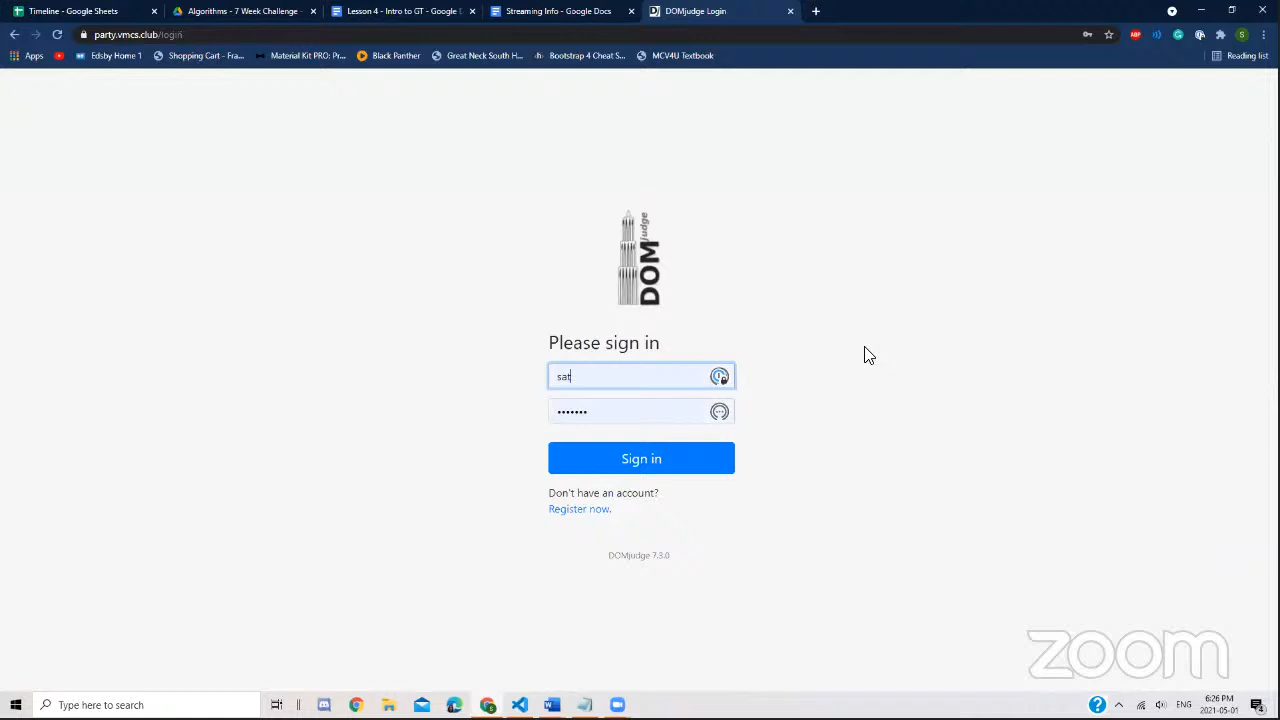 Timeline - Google Sheets
Algorithms - 7 Week Challenge
Lesson 4 - Intro to GT - Google
Streaming Info - Google Docs
DOMjudge Login
party.vmcs.club/login
ABP
S
Apps
Edsby Home 1
Shopping Cart - Fra...
Material Kit PRO: Pr...
Black Panther
Great Neck South H...
Bootstrap 4 Cheat S...
MCV4U Textbook
Reading list
DOM
judge
Please sign in
sat
•••••••
Sign in
Don't have an account?
Register now.
DOMjudge 7.3.0
zoom
Type here to search
ENG
6:26 PM
2021-05-01